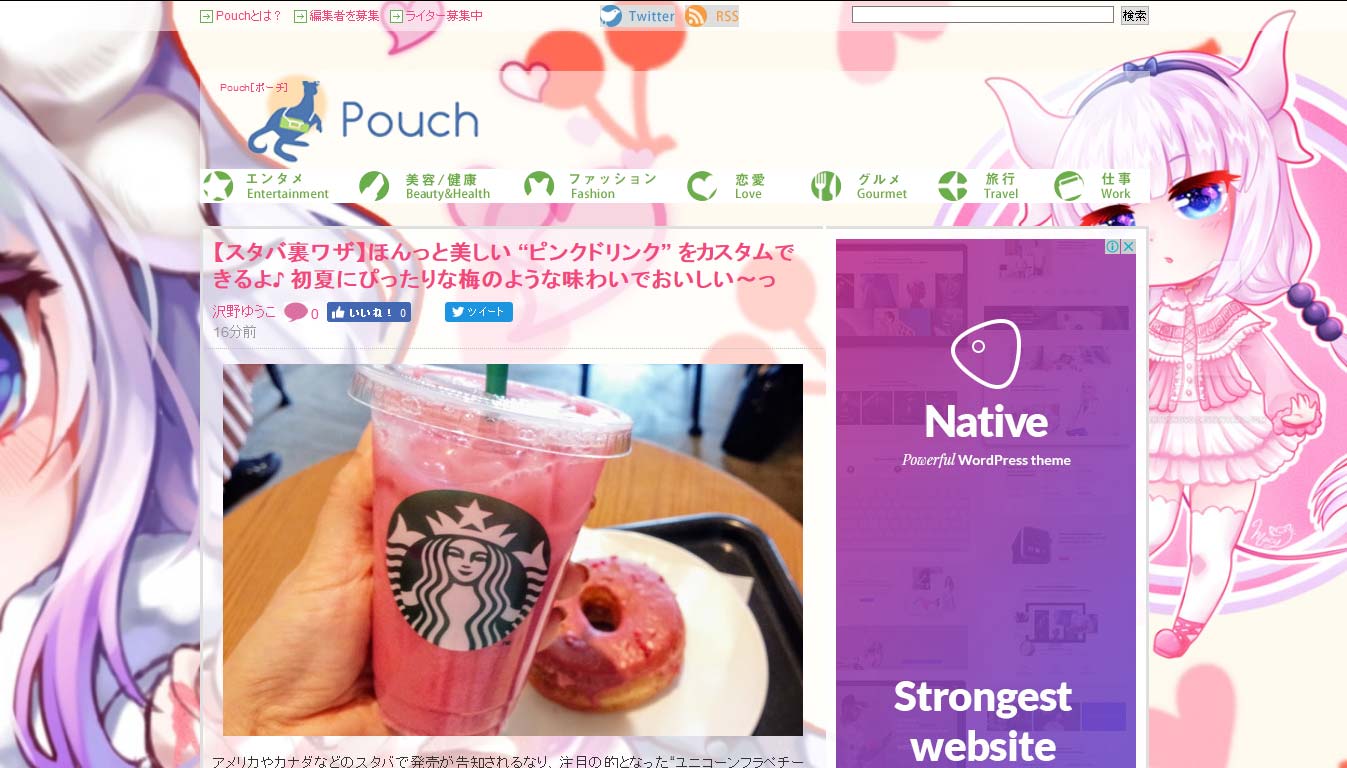 Pouchとは？ 編集者を募集 ライター募集中
Twitter RSS
検索
Pouch[ポーチ]
Pouch
エンタメ
Entertainment
美容/健康
Beauty&Health
ファッション
Fashion
恋愛
Love
グルメ
Gourmet
旅行
Travel
仕事
Work
【スタバ裏ワザ】ほんっと美しい “ピンクドリンク” をカスタムで
きるよ♪ 初夏にぴったりな梅のような味わいでおいしい〜っ
沢野ゆうこ 0 いいね！ 0 ツイート
16分前
アメリカやカナダなどのスタバで発売が告知されるなり、注目の的となった“ユニコーンフラペチー
Native
Powerful WordPress theme
Strongest
website